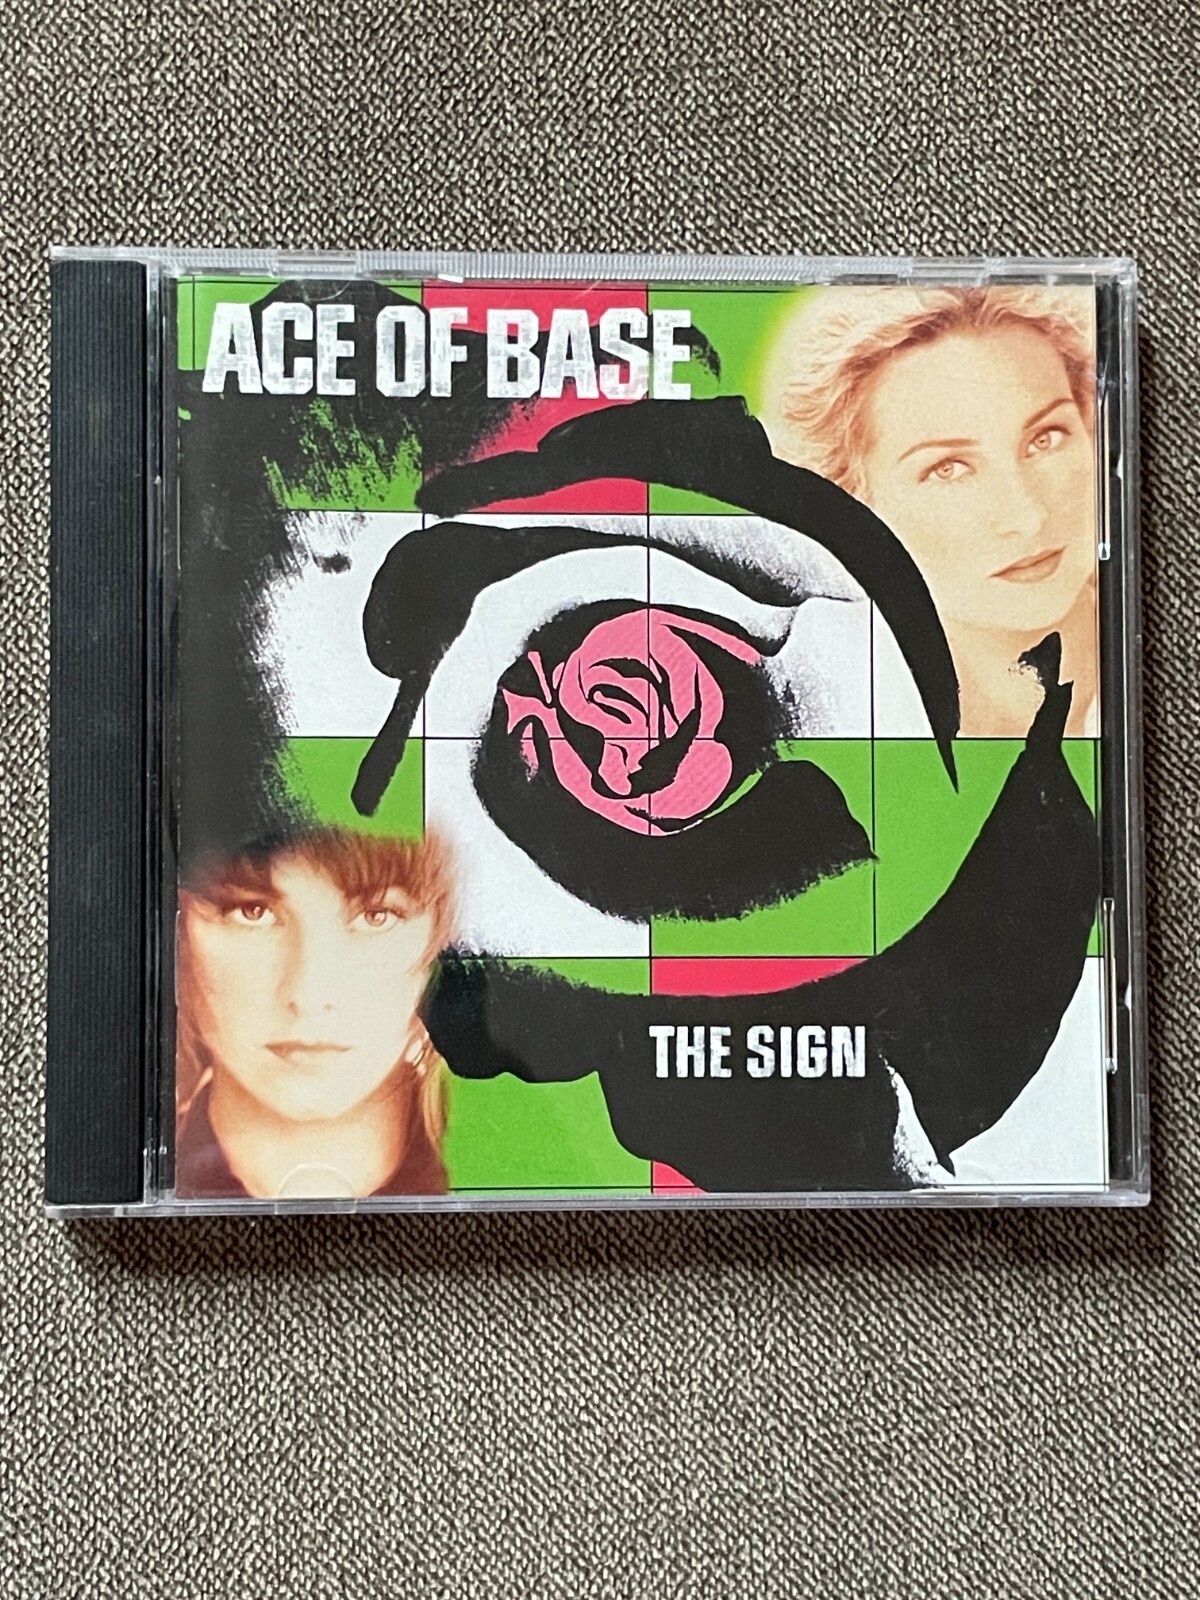 ACE OF BASE
THE SIGN